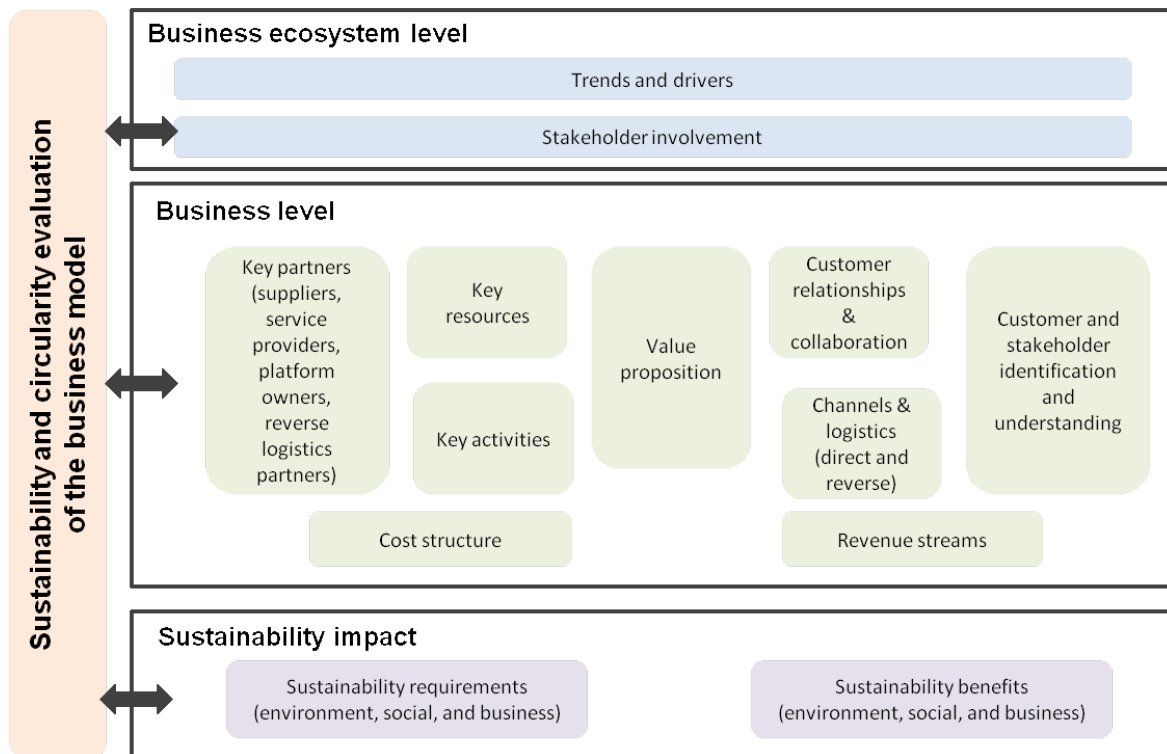 Sustainability and circularity evaluation
of the business model
Business ecosystem level
Trends and drivers
Stakeholder involvement
Business level
Key partners
(suppliers,
service
providers,
platform
owners,
reverse
logistics
partners)
Key
resources
Key activities
Value
proposition
Customer
relationships
&
collaboration
Channels &
logistics
(direct and
reverse)
Customer and
stakeholder
identification
and
understanding
Cost structure
Revenue streams
Sustainability impact
Sustainability requirements
(environment, social, and business)
Sustainability benefits
(environment, social, and business)